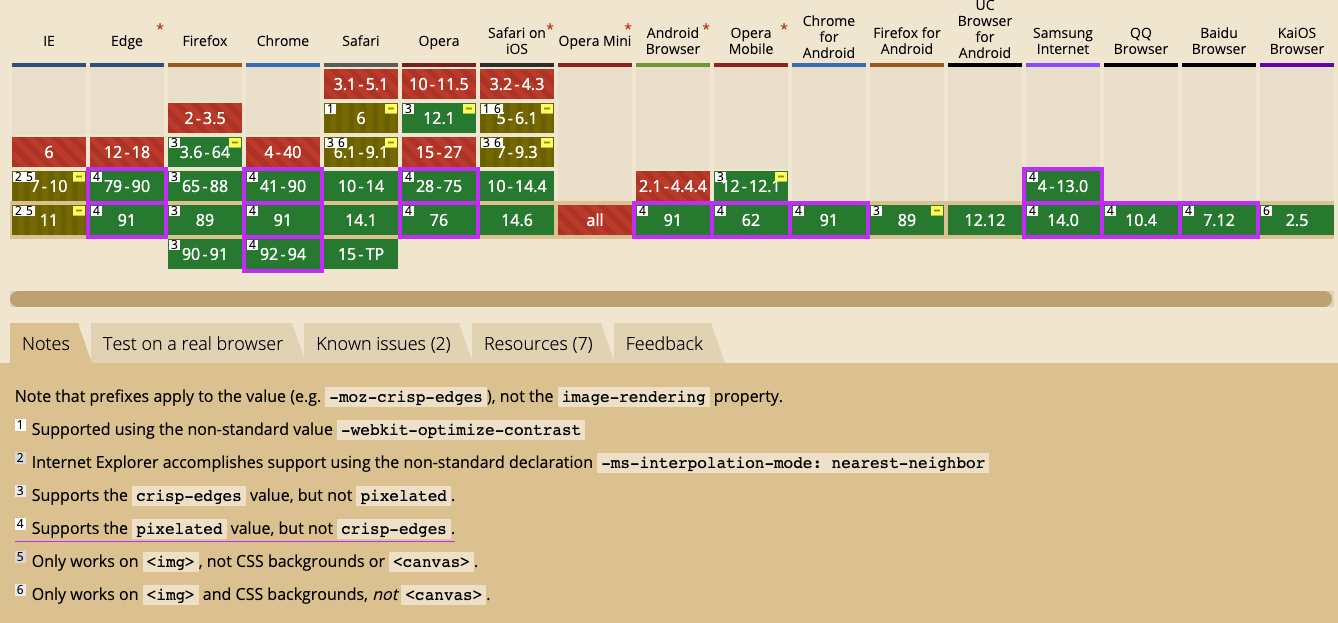 IE Edge * Firefox Chrome Safari Opera Safari on iOS * Opera Mini * Android Browser * Opera Mobile * Chrome for Android Firefox for Android UC Browser for Android Samsung Internet QQ Browser Baidu Browser KaiOS Browser
3.1-5.1 10-11.5 3.2-4.3
2-3.5 1 6 - 3 12.1 - 1 6 5-6.1 -
6 12-18 3 3.6-64 - 4-40 3 6 6.1-9.1 - 15-27 3 6 7-9.3 -
2 5 7-10 - 4 79-90 3 65-88 4 41-90 10-14 4 28-75 10-14.4 2.1-4.4.4 3 12-12.1 - 4 4-13.0
2 5 11 - 4 91 3 89 4 91 14.1 4 76 14.6 all 4 91 4 62 4 91 3 89 - 12.12 4 14.0 4 10.4 4 7.12 6 2.5
3 90-91 4 92-94 15-TP
Notes Test on a real browser Known issues (2) Resources (7) Feedback
Note that prefixes apply to the value (e.g. -moz-crisp-edges), not the image-rendering property.
1 Supported using the non-standard value -webkit-optimize-contrast
2 Internet Explorer accomplishes support using the non-standard declaration -ms-interpolation-mode: nearest-neighbor
3 Supports the crisp-edges value, but not pixelated.
4 Supports the pixelated value, but not crisp-edges.
5 Only works on <img>, not CSS backgrounds or <canvas>.
6 Only works on <img> and CSS backgrounds, not <canvas>.